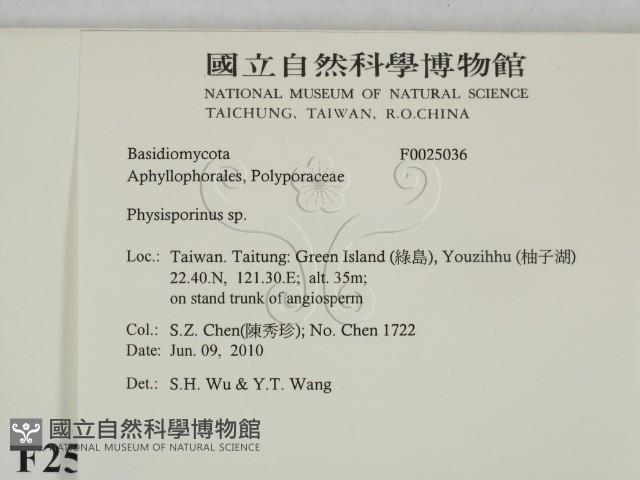 國立自然科學博物館
NATIONAL MUSEUM OF NATURAL SCIENCE
TAICHUNG, TAIWAN, R.O.CHINA
Basidiomycota F0025036
Aphyllophorales, Polyporaceae
Physisporinus sp.
Loc.: Taiwan. Taitung: Green Island (綠島), Youzihhu (柚子湖)
22.40.N, 121.30.E; alt. 35m;
on stand trunk of angiosperm
Col.: S.Z. Chen(陳秀珍); No. Chen 1722
Date: Jun. 09, 2010
Det.: S.H. Wu & Y.T. Wang
國立自然科學博物館
NATIONAL MUSEUM OF NATURAL SCIENCE
F25